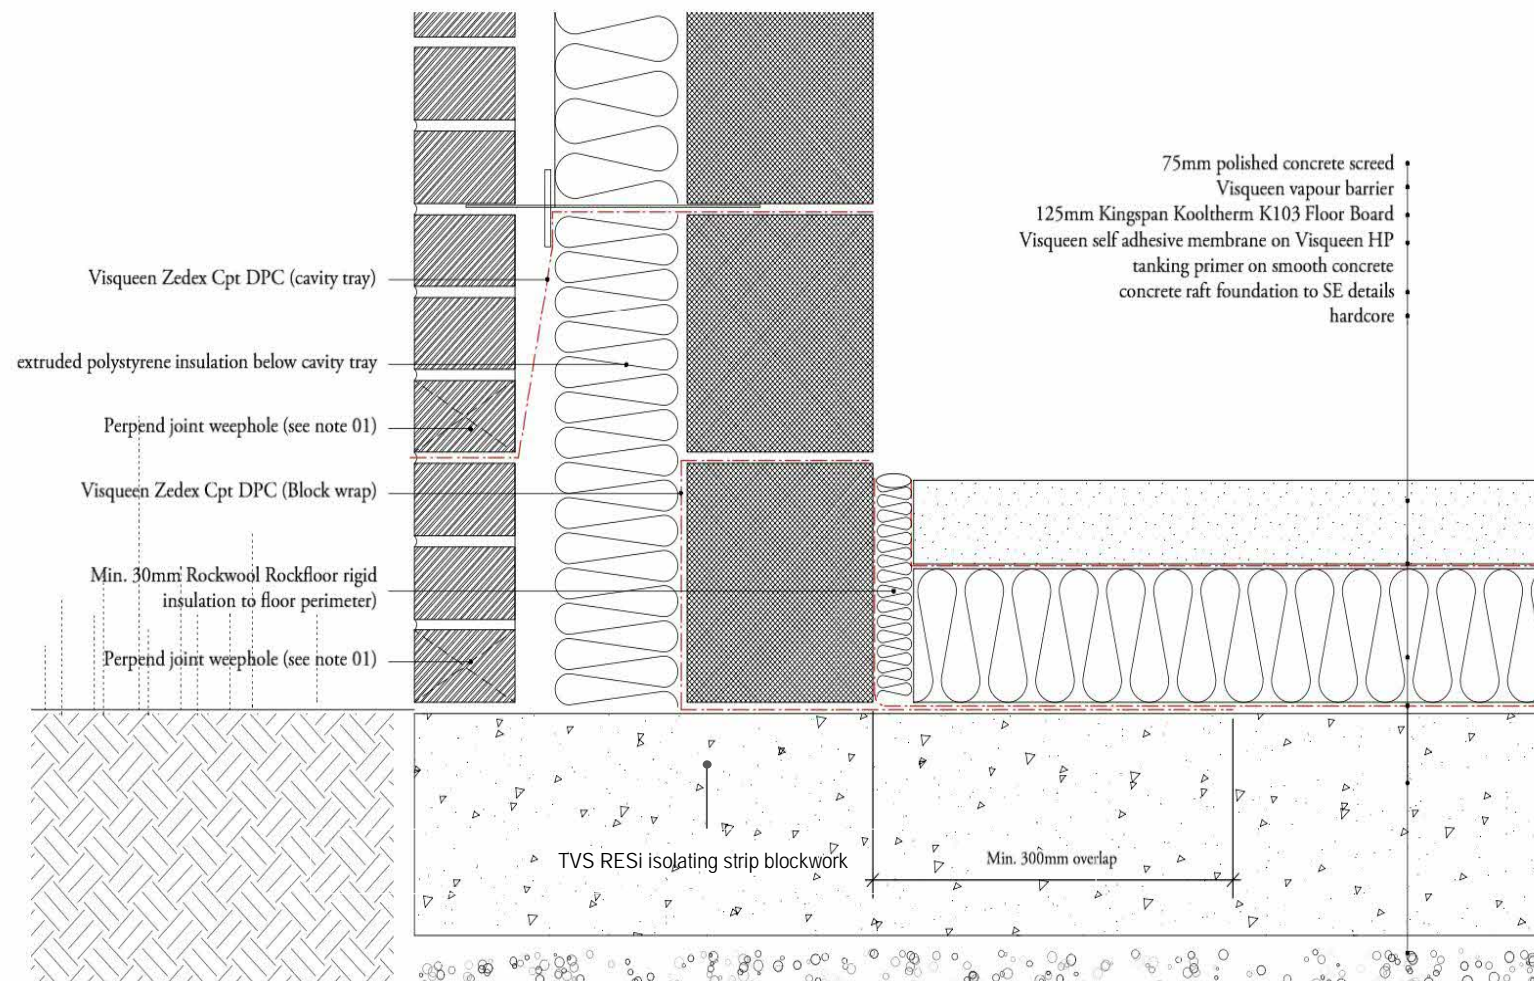 75mm polished concrete screed
Visqueen vapour barrier
125mm Kingspan Kooltherm K103 Floor Board
Visqueen self adhesive membrane on Visqueen HP
tanking primer on smooth concrete
concrete raft foundation to SE details
hardcore
Visqueen Zedex Cpt DPC (cavity tray)
extruded polystyrene insulation below cavity tray
Perpend joint weephole (see note 01)
Visqueen Zedex Cpt DPC (Block wrap)
Min. 30mm Rockwool Rockfloor rigid
insulation to floor perimeter)
Perpend joint weephole (see note 01)
TVS RESi isolating strip blockwork
Min. 300mm overlap